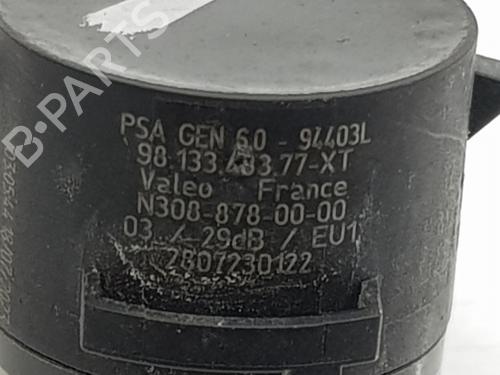 B-PARTS
PSA GEN 6.0 - 94403L
98.133.483.77-XT
Valeo France
N308-878-00-00
03 / 29dB / EU1
2807230122